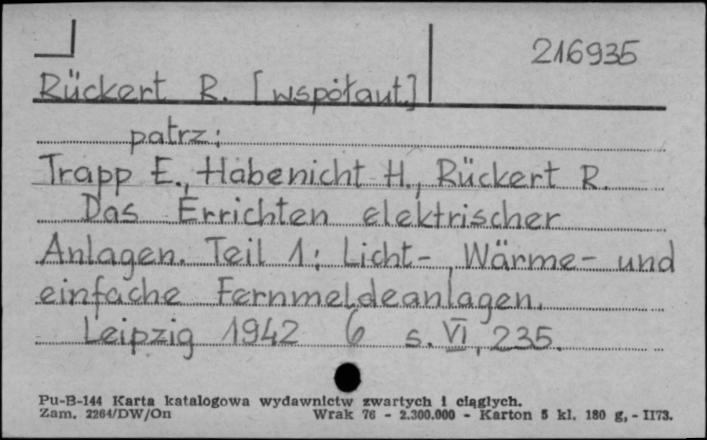 216935
Rückert R. [współaut.]
patrz:
Trapp E., Habenicht H., Rückert R.
Das Errichten elektrischer
Anlagen. Teil 1: Licht-, Wärme- und
einfache Fernmeldeanlagen.
Leipzig 1942 6 s. VI, 235.
Pu-B-144 Karta katalogowa wydawnictw zwartych i ciągłych.
Zam. 2264/DW/On Wrak 76 - 2.300.000 - Karton 5 kl. 180 g, - II73.